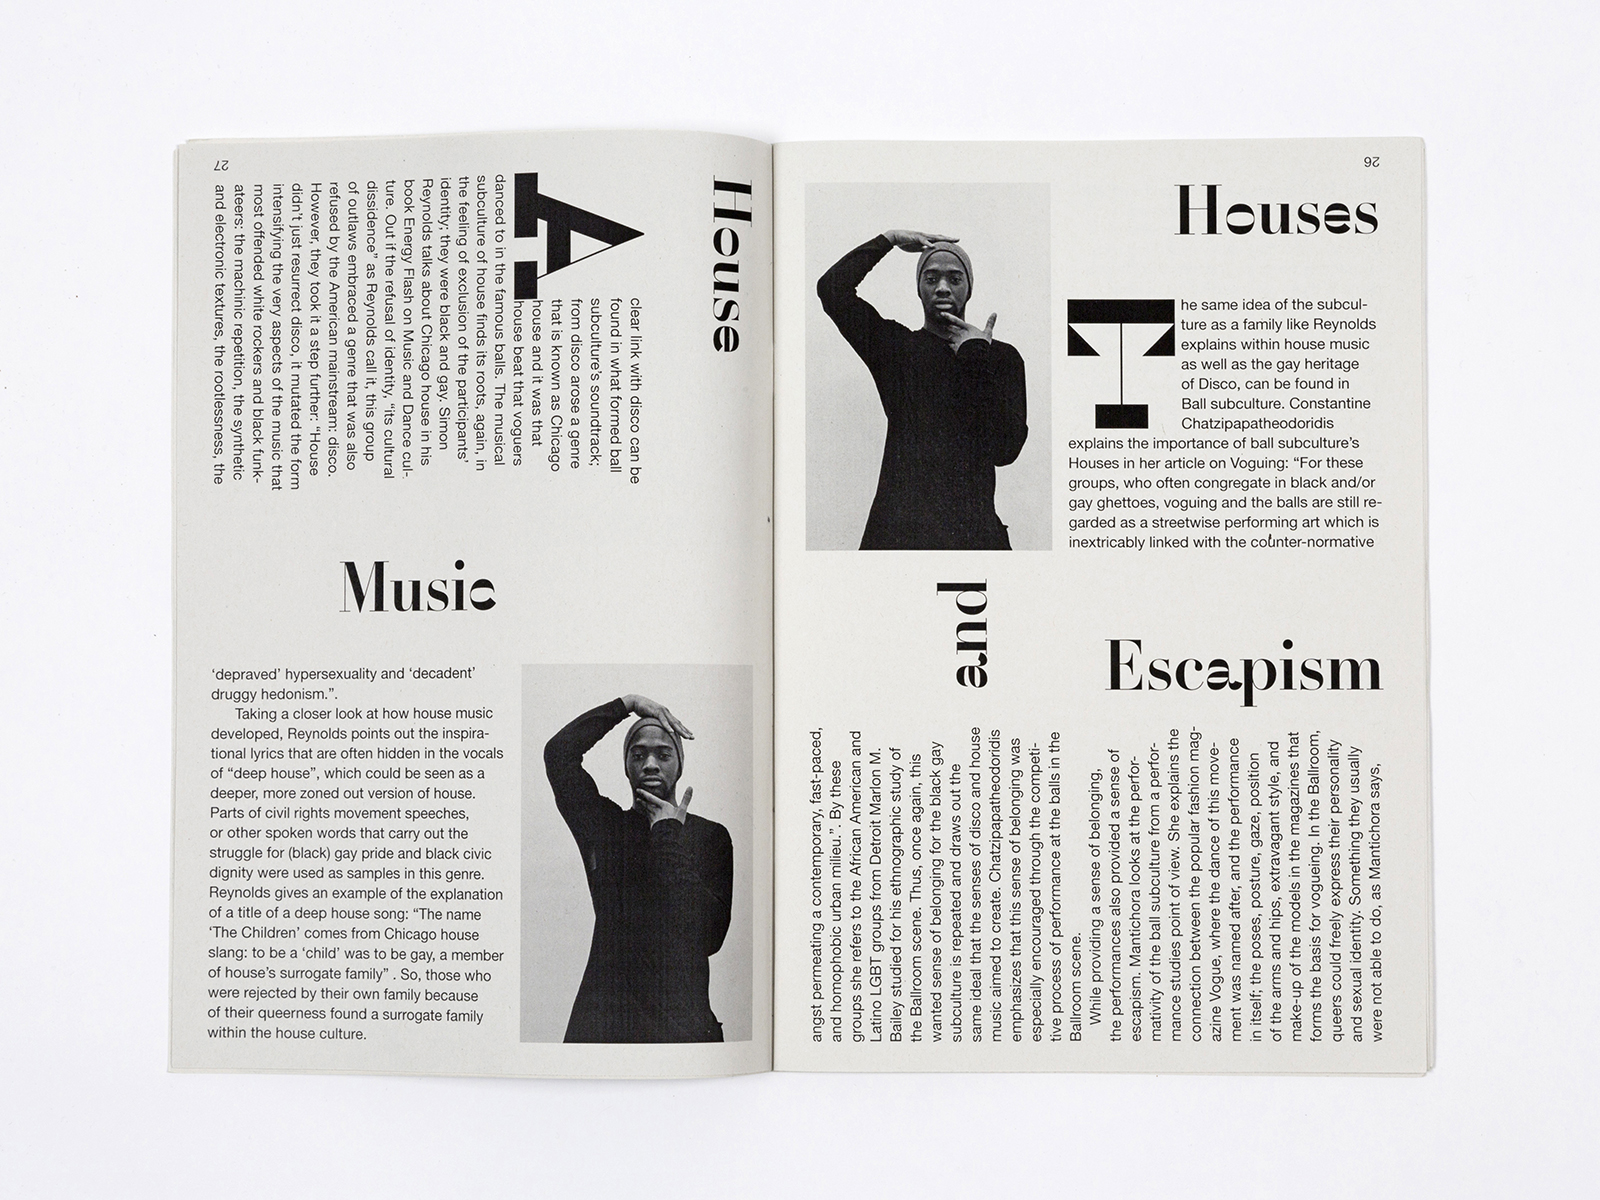 27
House
A
clear link with disco can be
found in what formed ball
subculture's soundtrack;
from disco arose a genre
that is known as Chicago
house and it was that
house beat that voguers
danced to in the famous balls. The musical
subculture of house finds its roots, again, in
the feeling of exclusion of the participants'
identity; they were black and gay. Simon
Reynolds talks about Chicago house in his
book Energy Flash on Music and Dance cul-
ture. Out if the refusal of identity, "its cultural
dissidence" as Reynolds call it, this group
of outlaws embraced a genre that was also
refused by the American mainstream: disco.
However, they took it a step further: "House
didn't just resurrect disco, it mutated the form
intensifying the very aspects of the music that
most offended white rockers and black funk-
ateers: the machinic repetition, the synthetic
and electronic textures, the rootlessness, the
Music
‘depraved’ hypersexuality and ‘decadent’
druggy hedonism.”.
Taking a closer look at how house music
developed, Reynolds points out the inspira-
tional lyrics that are often hidden in the vocals
of “deep house”, which could be seen as a
deeper, more zoned out version of house.
Parts of civil rights movement speeches,
or other spoken words that carry out the
struggle for (black) gay pride and black civic
dignity were used as samples in this genre.
Reynolds gives an example of the explanation
of a title of a deep house song: “The name
‘The Children’ comes from Chicago house
slang: to be a ‘child’ was to be gay, a member
of house’s surrogate family” . So, those who
were rejected by their own family because
of their queerness found a surrogate family
within the house culture.
26
Houses
T
he same idea of the subcul-
ture as a family like Reynolds
explains within house music
as well as the gay heritage
of Disco, can be found in
Ball subculture. Constantine
Chatzipapatheodoridis
explains the importance of ball subculture’s
Houses in her article on Voguing: “For these
groups, who often congregate in black and/or
gay ghettoes, voguing and the balls are still re-
garded as a streetwise performing art which is
inextricably linked with the counter-normative
and
Escapism
angst permeating a contemporary, fast-paced,
and homophobic urban milieu.”. By these
groups she refers to the African American and
Latino LGBT groups from Detroit Marlon M.
Bailey studied for his ethnographic study of
the Ballroom scene. Thus, once again, this
wanted sense of belonging for the black gay
subculture is repeated and draws out the
same ideal that the senses of disco and house
music aimed to create. Chatzipapatheodoridis
emphasizes that this sense of belonging was
especially encouraged through the competi-
tive process of performance at the balls in the
Ballroom scene.
While providing a sense of belonging,
the performances also provided a sense of
escapism. Mantichora looks at the perfor-
mativity of the ball subculture from a perfor-
mance studies point of view. She explains the
connection between the popular fashion mag-
azine Vogue, where the dance of this move-
ment was named after, and the performance
in itself; the poses, posture, gaze, position
of the arms and hips, extravagant style, and
make-up of the models in the magazines that
forms the basis for vogueing. In the Ballroom,
queers could freely express their personality
and sexual identity. Something they usually
were not able to do, as Mantichora says,